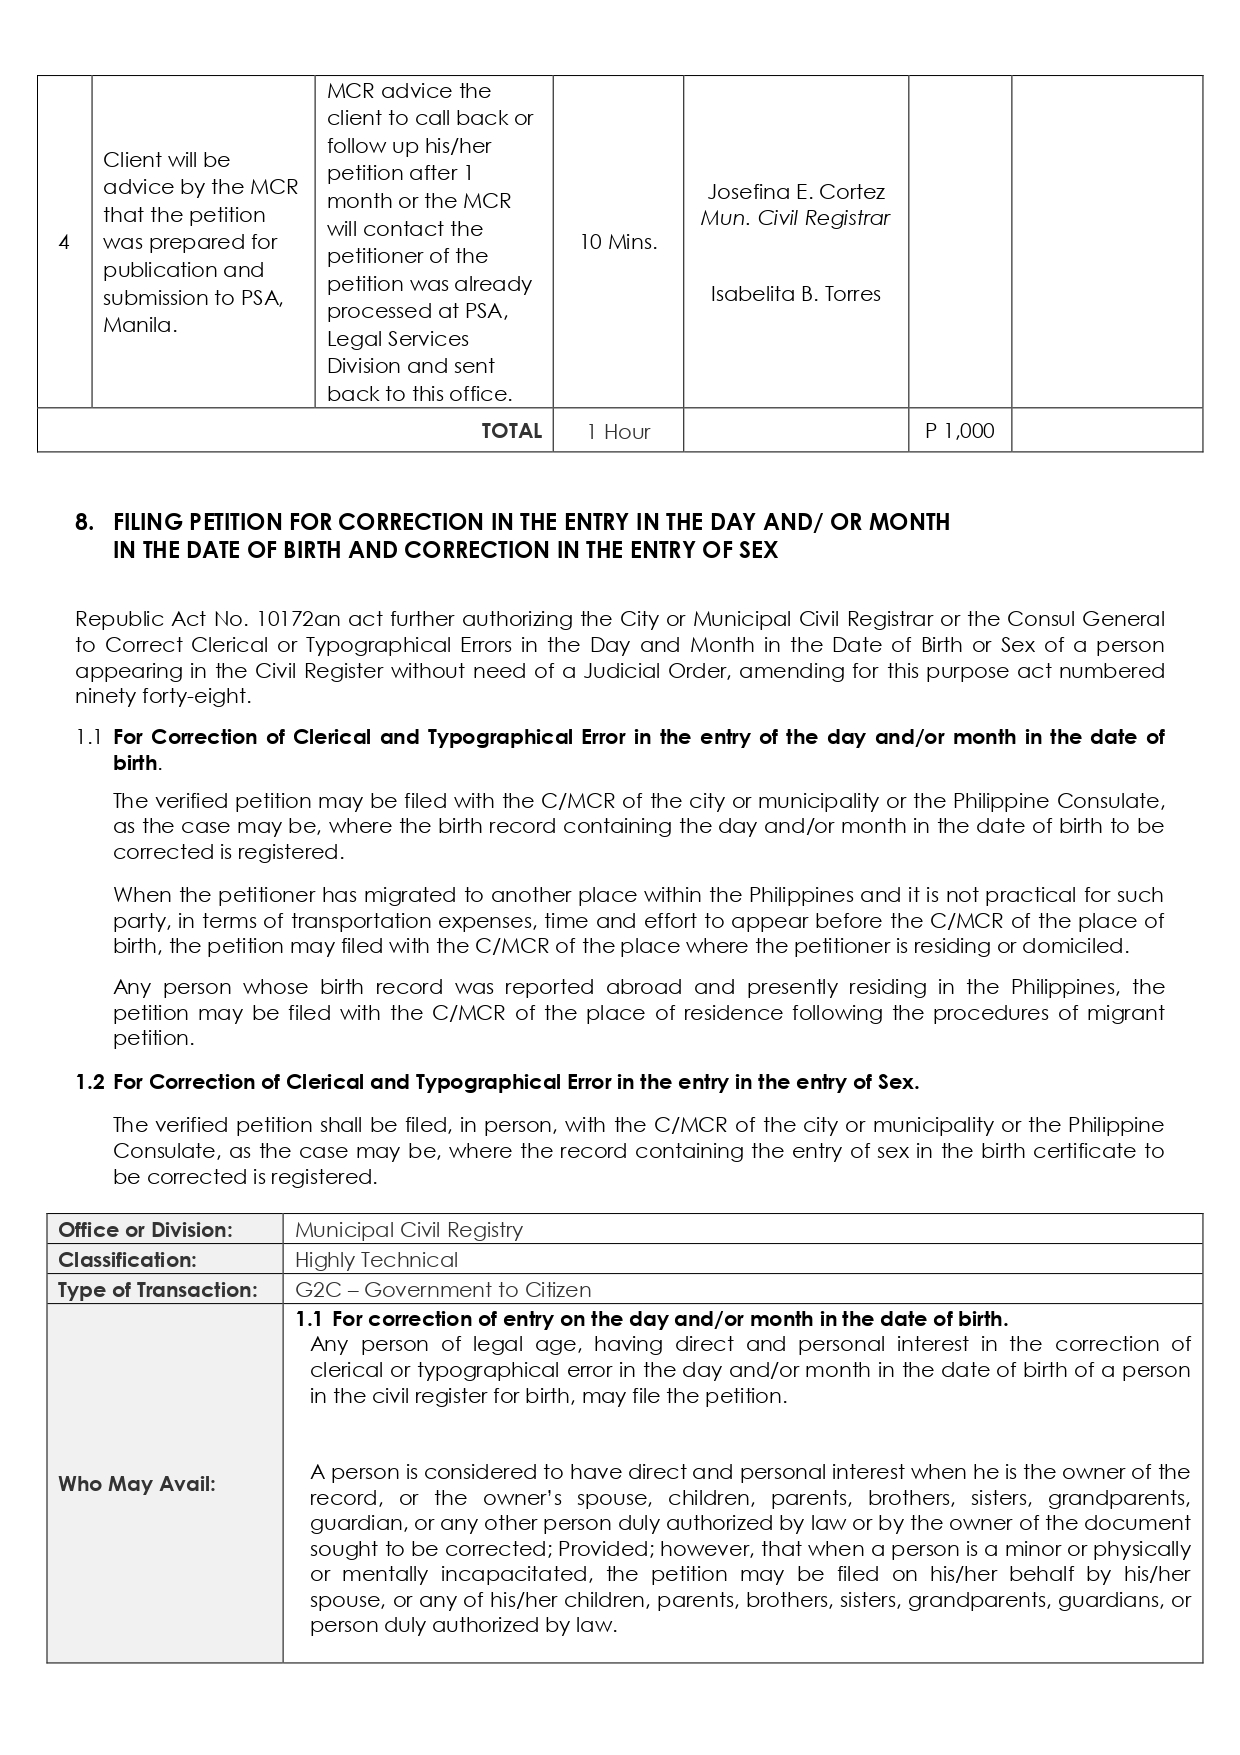 4
Client will be
advice by the MCR
that the petition
was prepared for
publication and
submission to PSA,
Manila.
MCR advice the
client to call back or
follow up his/her
petition after 1
month or the MCR
will contact the
petitioner of the
petition was already
processed at PSA,
Legal Services
Division and sent
back to this office.
10 Mins.
Josefina E. Cortez
Mun. Civil Registrar
Isabelita B. Torres
TOTAL
1 Hour
P 1,000
8. FILING PETITION FOR CORRECTION IN THE ENTRY IN THE DAY AND/ OR MONTH
IN THE DATE OF BIRTH AND CORRECTION IN THE ENTRY OF SEX
Republic Act No. 10172an act further authorizing the City or Municipal Civil Registrar or the Consul General
to Correct Clerical or Typographical Errors in the Day and Month in the Date of Birth or Sex of a person
appearing in the Civil Register without need of a Judicial Order, amending for this purpose act numbered
ninety forty-eight.
1.1 For Correction of Clerical and Typographical Error in the entry of the day and/or month in the date of
birth.
The verified petition may be filed with the C/MCR of the city or municipality or the Philippine Consulate,
as the case may be, where the birth record containing the day and/or month in the date of birth to be
corrected is registered.
When the petitioner has migrated to another place within the Philippines and it is not practical for such
party, in terms of transportation expenses, time and effort to appear before the C/MCR of the place of
birth, the petition may filed with the C/MCR of the place where the petitioner is residing or domiciled.
Any person whose birth record was reported abroad and presently residing in the Philippines, the
petition may be filed with the C/MCR of the place of residence following the procedures of migrant
petition.
1.2 For Correction of Clerical and Typographical Error in the entry in the entry of Sex.
The verified petition shall be filed, in person, with the C/MCR of the city or municipality or the Philippine
Consulate, as the case may be, where the record containing the entry of sex in the birth certificate to
be corrected is registered.
Office or Division:
Municipal Civil Registry
Classification:
Highly Technical
Type of Transaction:
G2C – Government to Citizen
Who May Avail:
1.1 For correction of entry on the day and/or month in the date of birth.
Any person of legal age, having direct and personal interest in the correction of
clerical or typographical error in the day and/or month in the date of birth of a person
in the civil register for birth, may file the petition.
A person is considered to have direct and personal interest when he is the owner of the
record, or the owner’s spouse, children, parents, brothers, sisters, grandparents,
guardian, or any other person duly authorized by law or by the owner of the document
sought to be corrected; Provided; however, that when a person is a minor or physically
or mentally incapacitated, the petition may be filed on his/her behalf by his/her
spouse, or any of his/her children, parents, brothers, sisters, grandparents, guardians, or
person duly authorized by law.